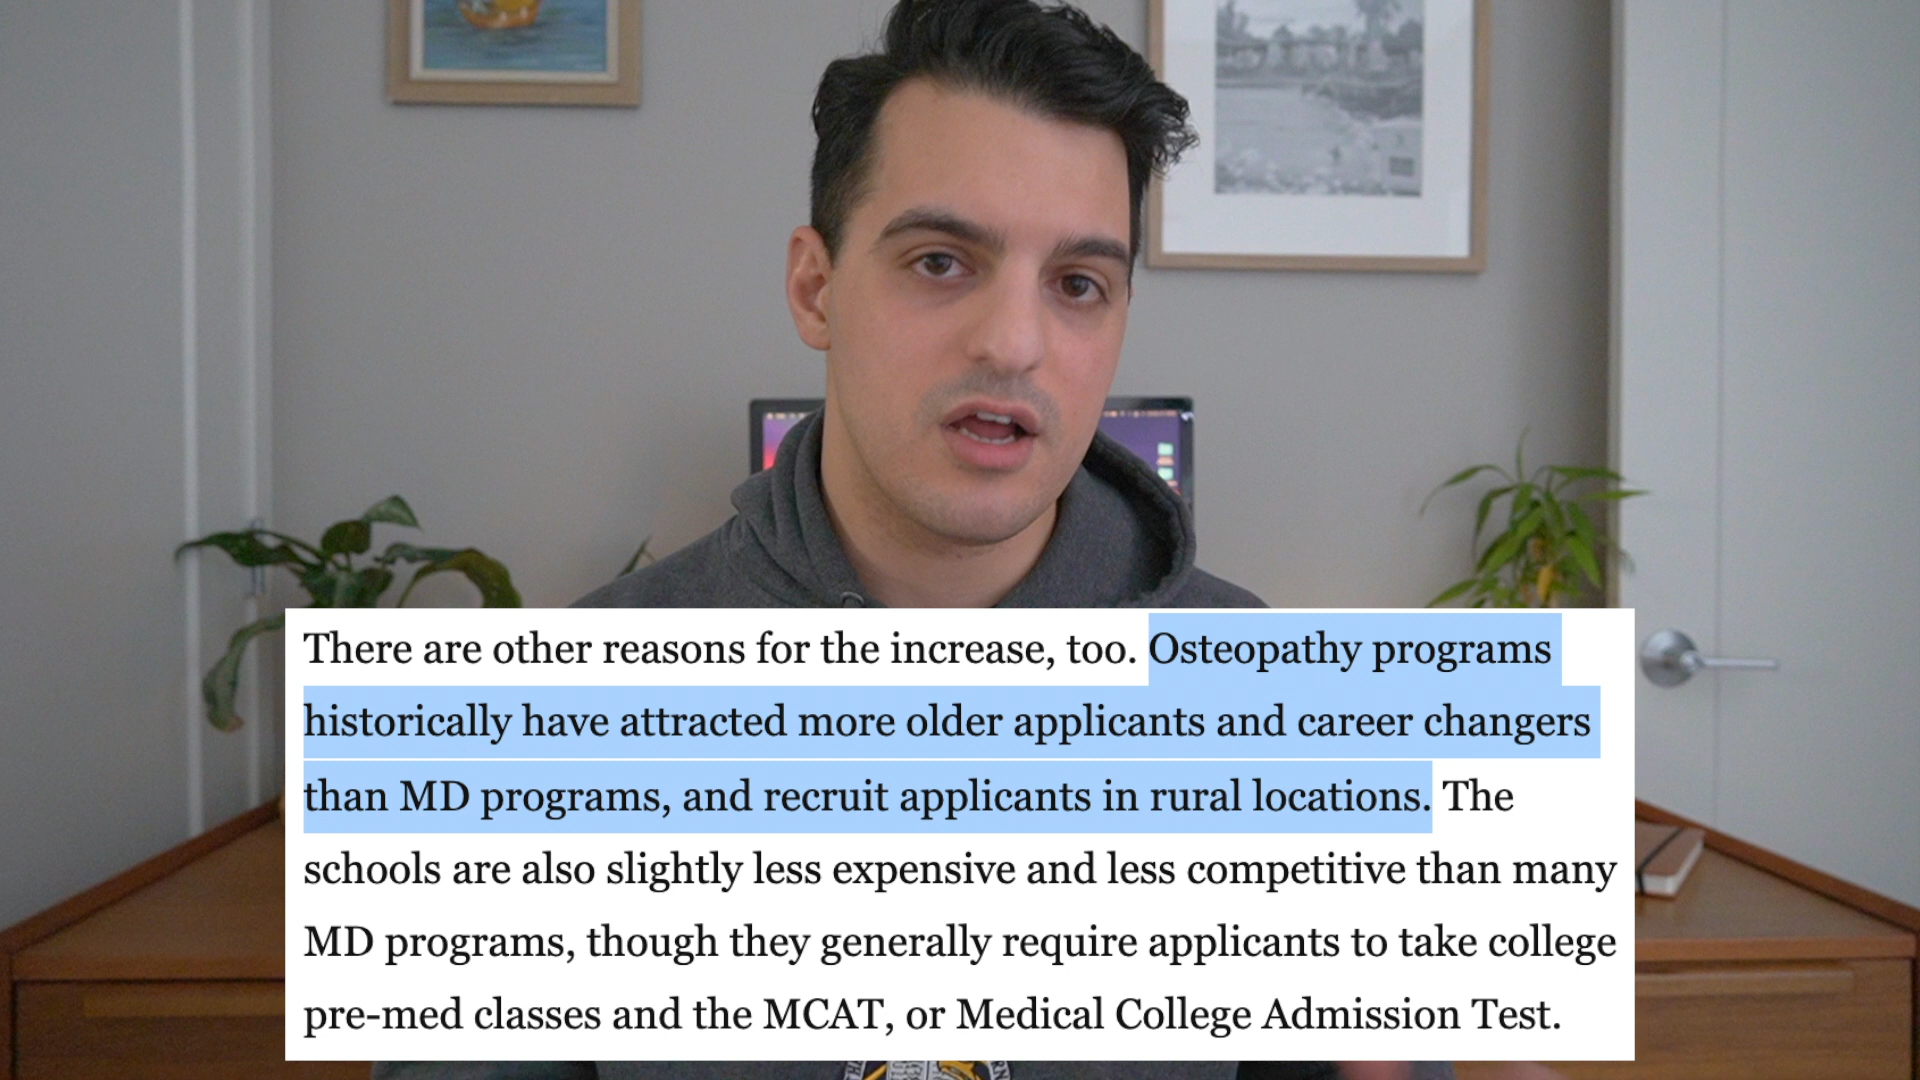 There are other reasons for the increase, too. Osteopathy programs
historically have attracted more older applicants and career changers
than MD programs, and recruit applicants in rural locations. The
schools are also slightly less expensive and less competitive than many
MD programs, though they generally require applicants to take college
pre-med classes and the MCAT, or Medical College Admission Test.